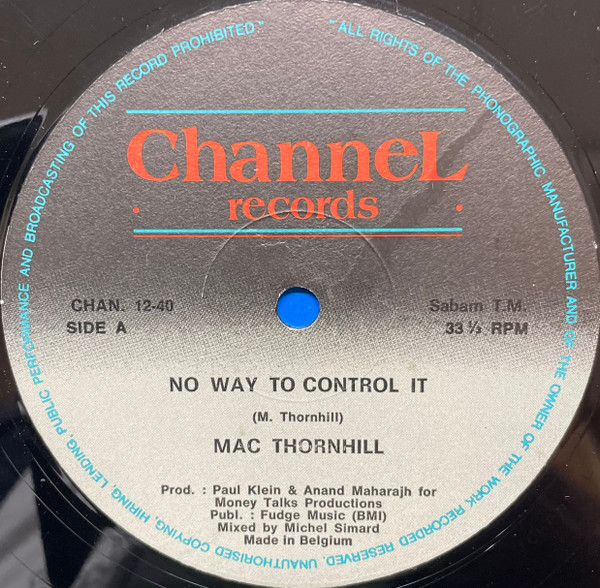 " ALL RIGHTS OF THE PHONOGRAPHIC MANUFACTURER AND OF THE OWNER OF THE WORK RECORDED RESERVED. UNAUTHORISED COPYING, HIRING, LENDING, PUBLIC PERFORMANCE AND BROADCASTING OF THIS RECORD PROHIBITED "
ChanneL
· records ·
CHAN. 12-40
Sabam T.M.
SIDE A
33 ⅓ RPM
NO WAY TO CONTROL IT
(M. Thornhill)
MAC THORNHILL
Prod. : Paul Klein & Anand Maharajh for
Money Talks Productions
Publ. : Fudge Music (BMI)
Mixed by Michel Simard
Made in Belgium